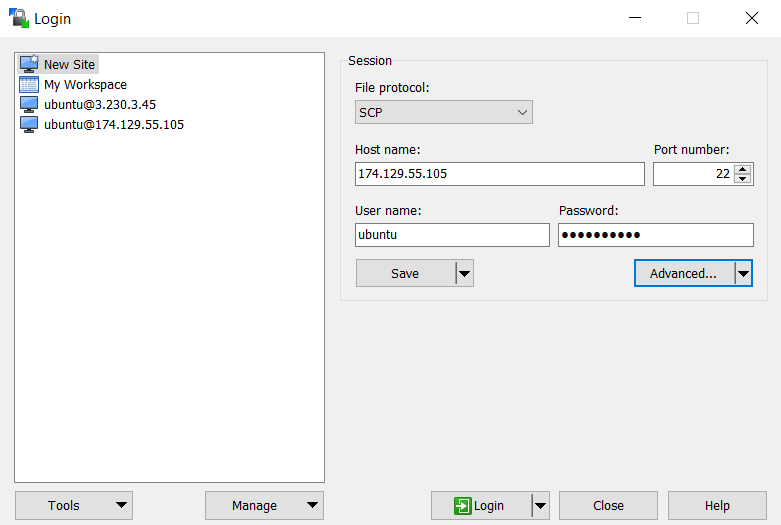 Login
New Site
My Workspace
ubuntu@3.230.3.45
ubuntu@174.129.55.105
Session
File protocol:
SCP
Host name: Port number:
174.129.55.105 22
User name: Password:
ubuntu ●●●●●●●●●●
Save Advanced...
Tools Manage Login Close Help